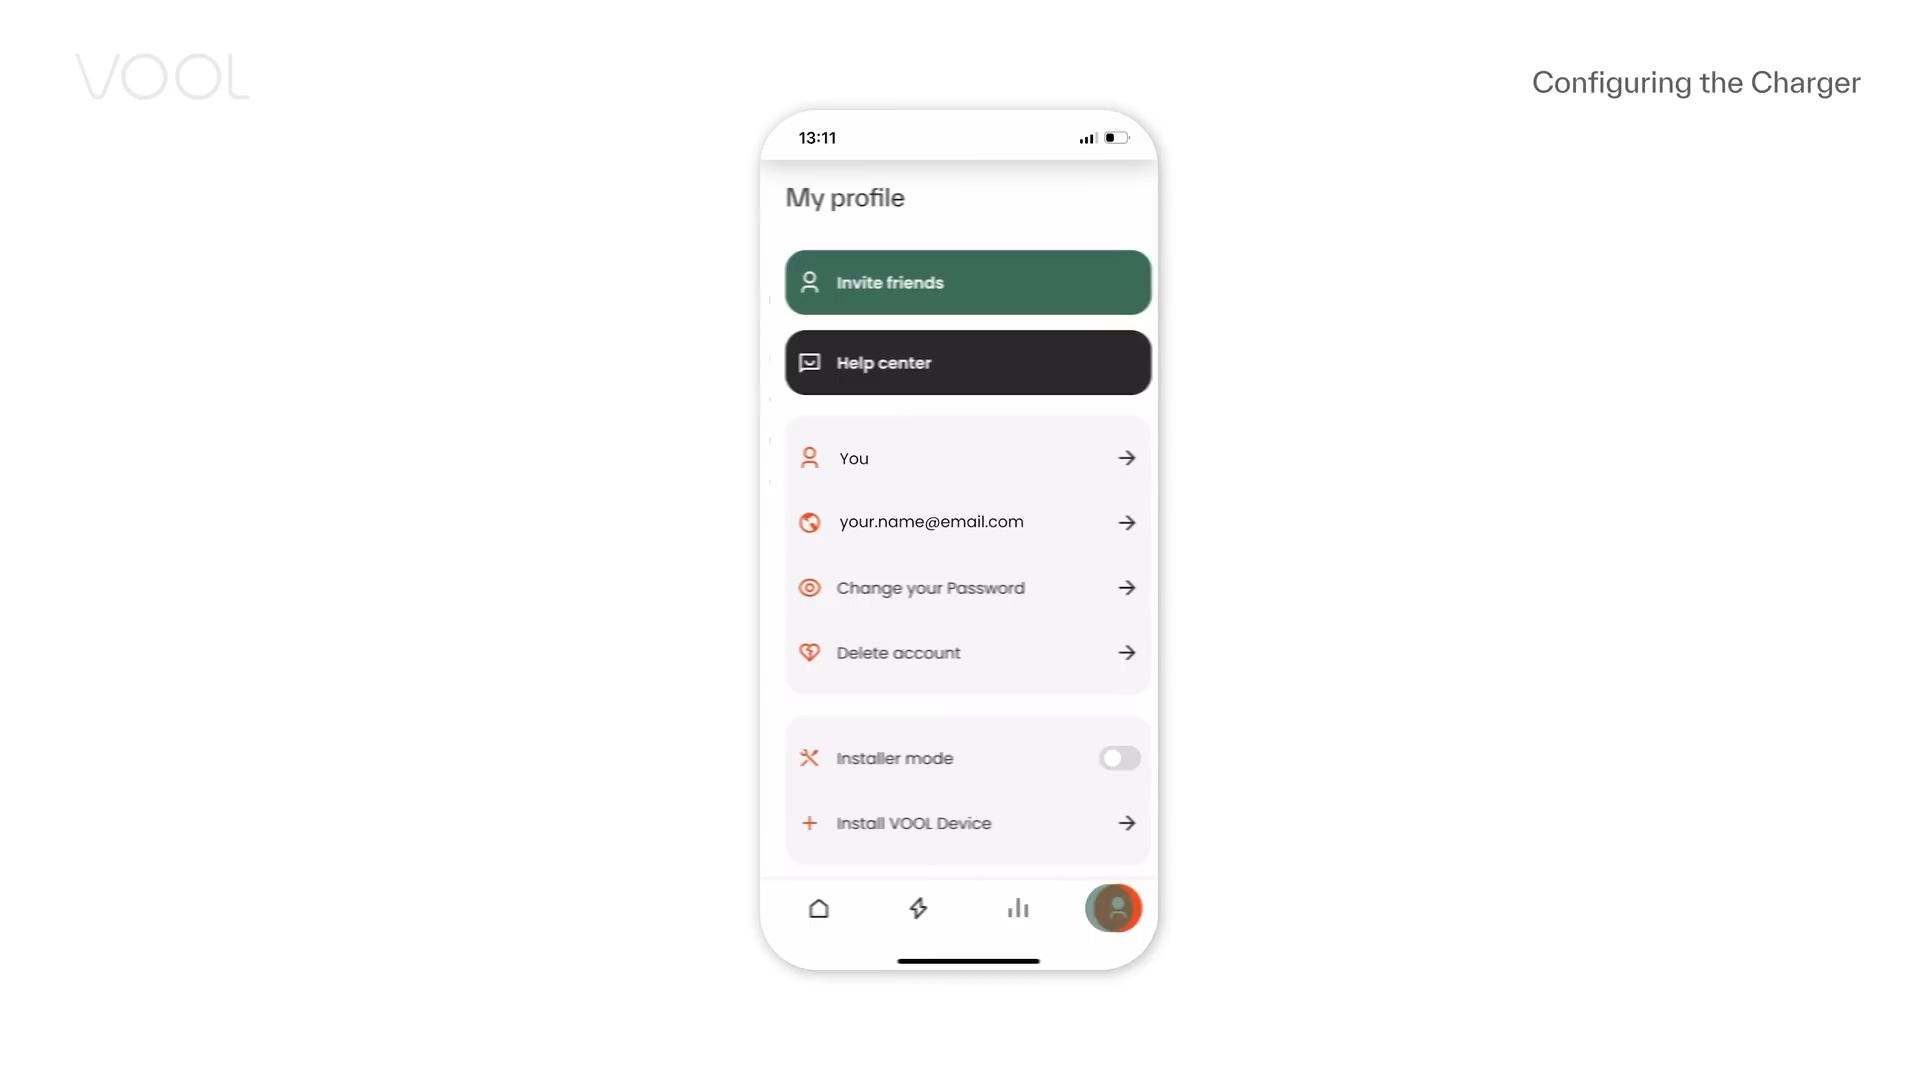 VOOL
Configuring the Charger
13:11
My profile
Invite friends
Help center
You
your.name@email.com
Change your Password
Delete account
Installer mode
Install VOOL Device